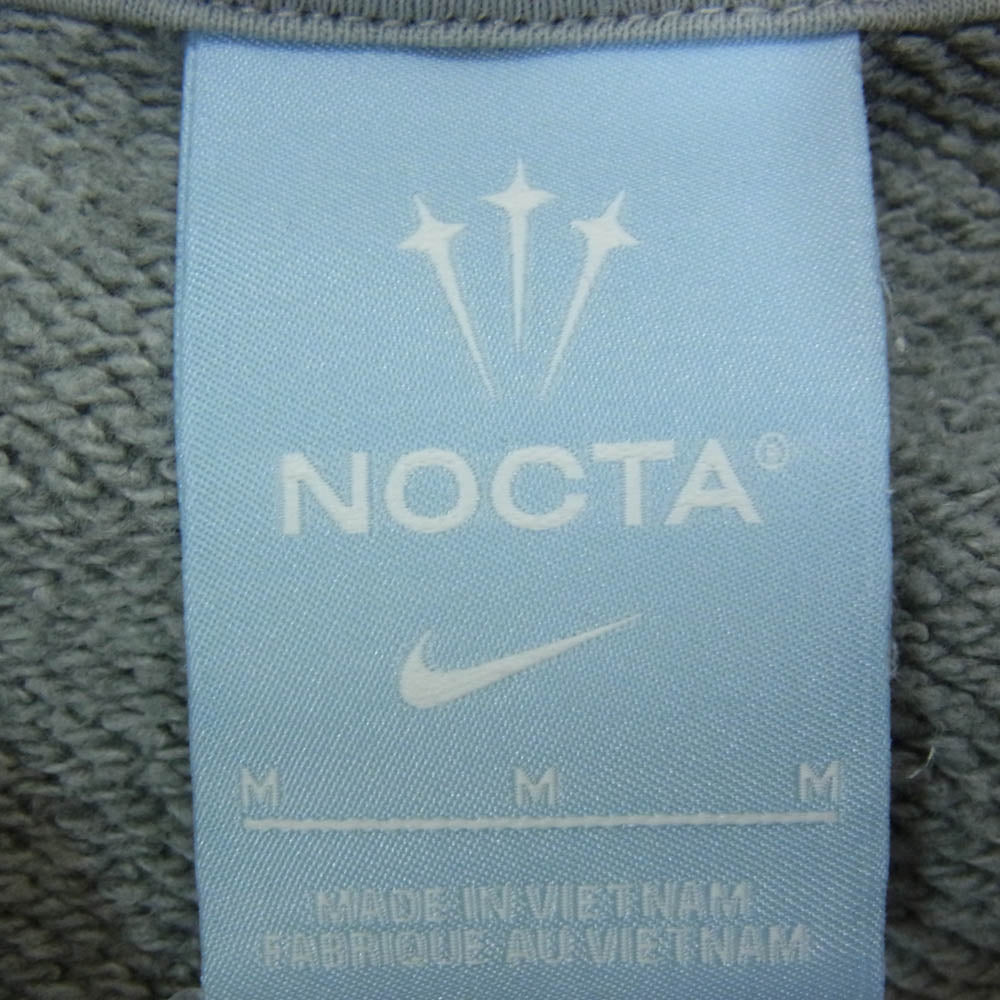 NOCTA®
M M M
MADE IN VIETNAM
FABRIQUE AU VIETNAM